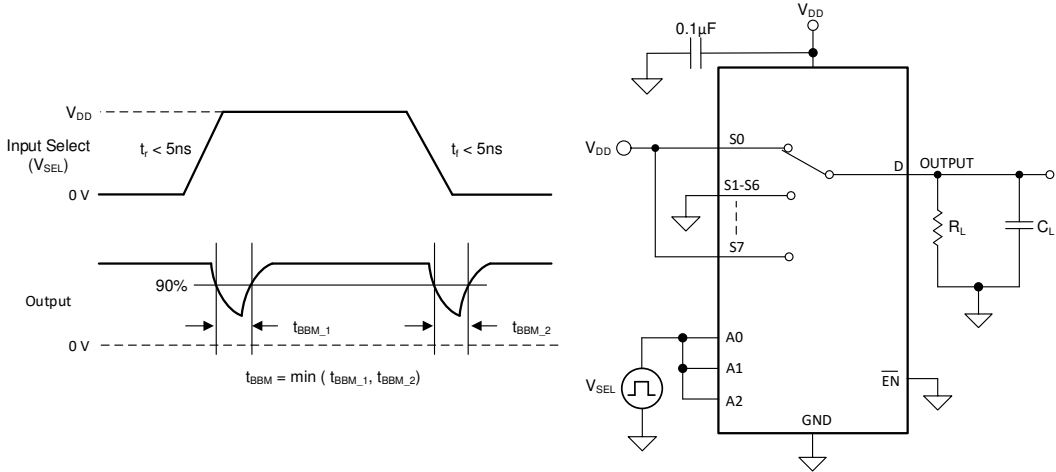 V_DD
Input Select
(V_SEL)
t_r < 5ns
t_f < 5ns
0 V
Output
90%
t_BBM_1
t_BBM_2
0 V
t_BBM = min ( t_BBM_1, t_BBM_2)
V_DD
0.1µF
V_DD
S0
S1-S6
S7
D
OUTPUT
R_L
C_L
V_SEL
A0
A1
A2
EN
GND